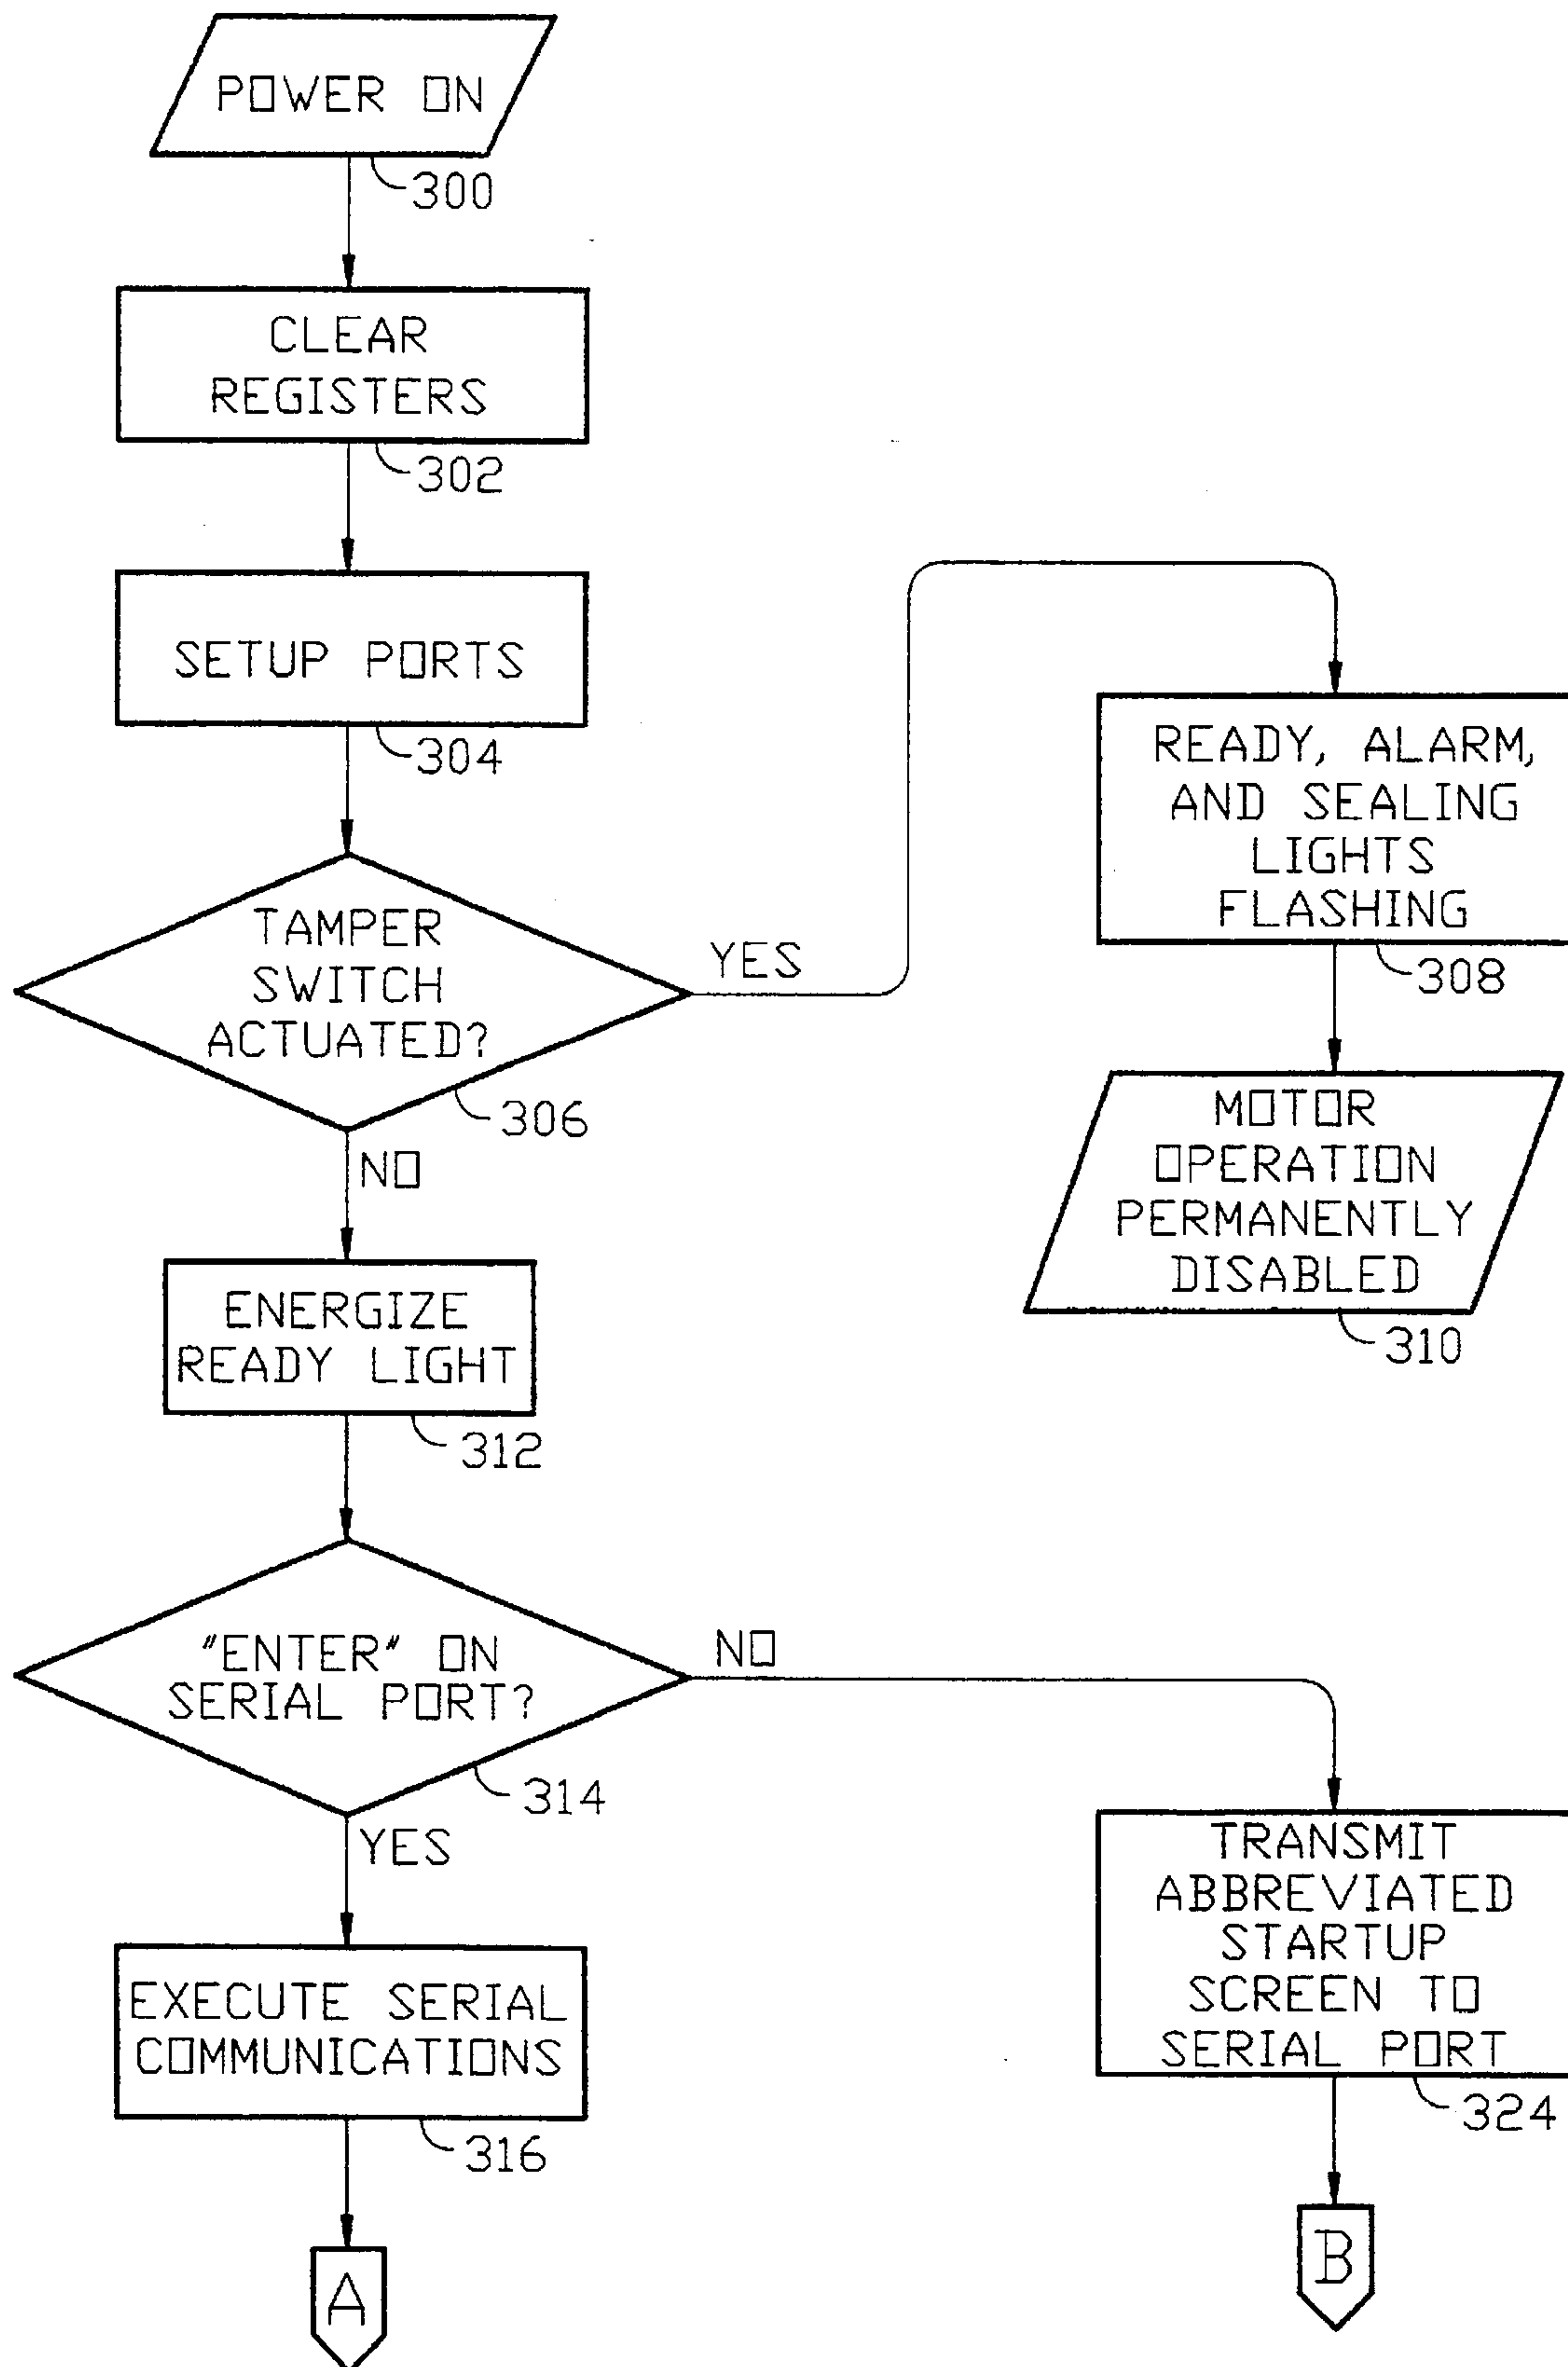 POWER ON
300
CLEAR
REGISTERS
302
SETUP PORTS
304
TAMPER
SWITCH
ACTUATED?
306
YES
READY, ALARM,
AND SEALING
LIGHTS
FLASHING
308
MOTOR
OPERATION
PERMANENTLY
DISABLED
310
NO
ENERGIZE
READY LIGHT
312
"ENTER" ON
SERIAL PORT?
314
NO
YES
EXECUTE SERIAL
COMMUNICATIONS
316
A
TRANSMIT
ABBREVIATED
STARTUP
SCREEN TO
SERIAL PORT
324
B